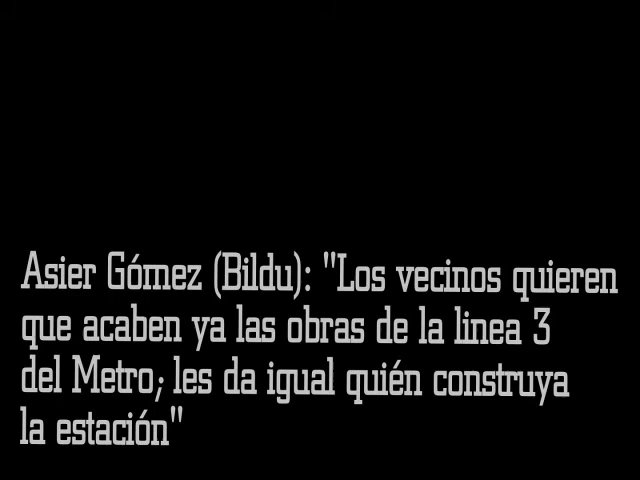 Asier Gómez (Bildu): "Los vecinos quieren
que acaben ya las obras de la linea 3
del Metro; les da igual quién construya
la estación"